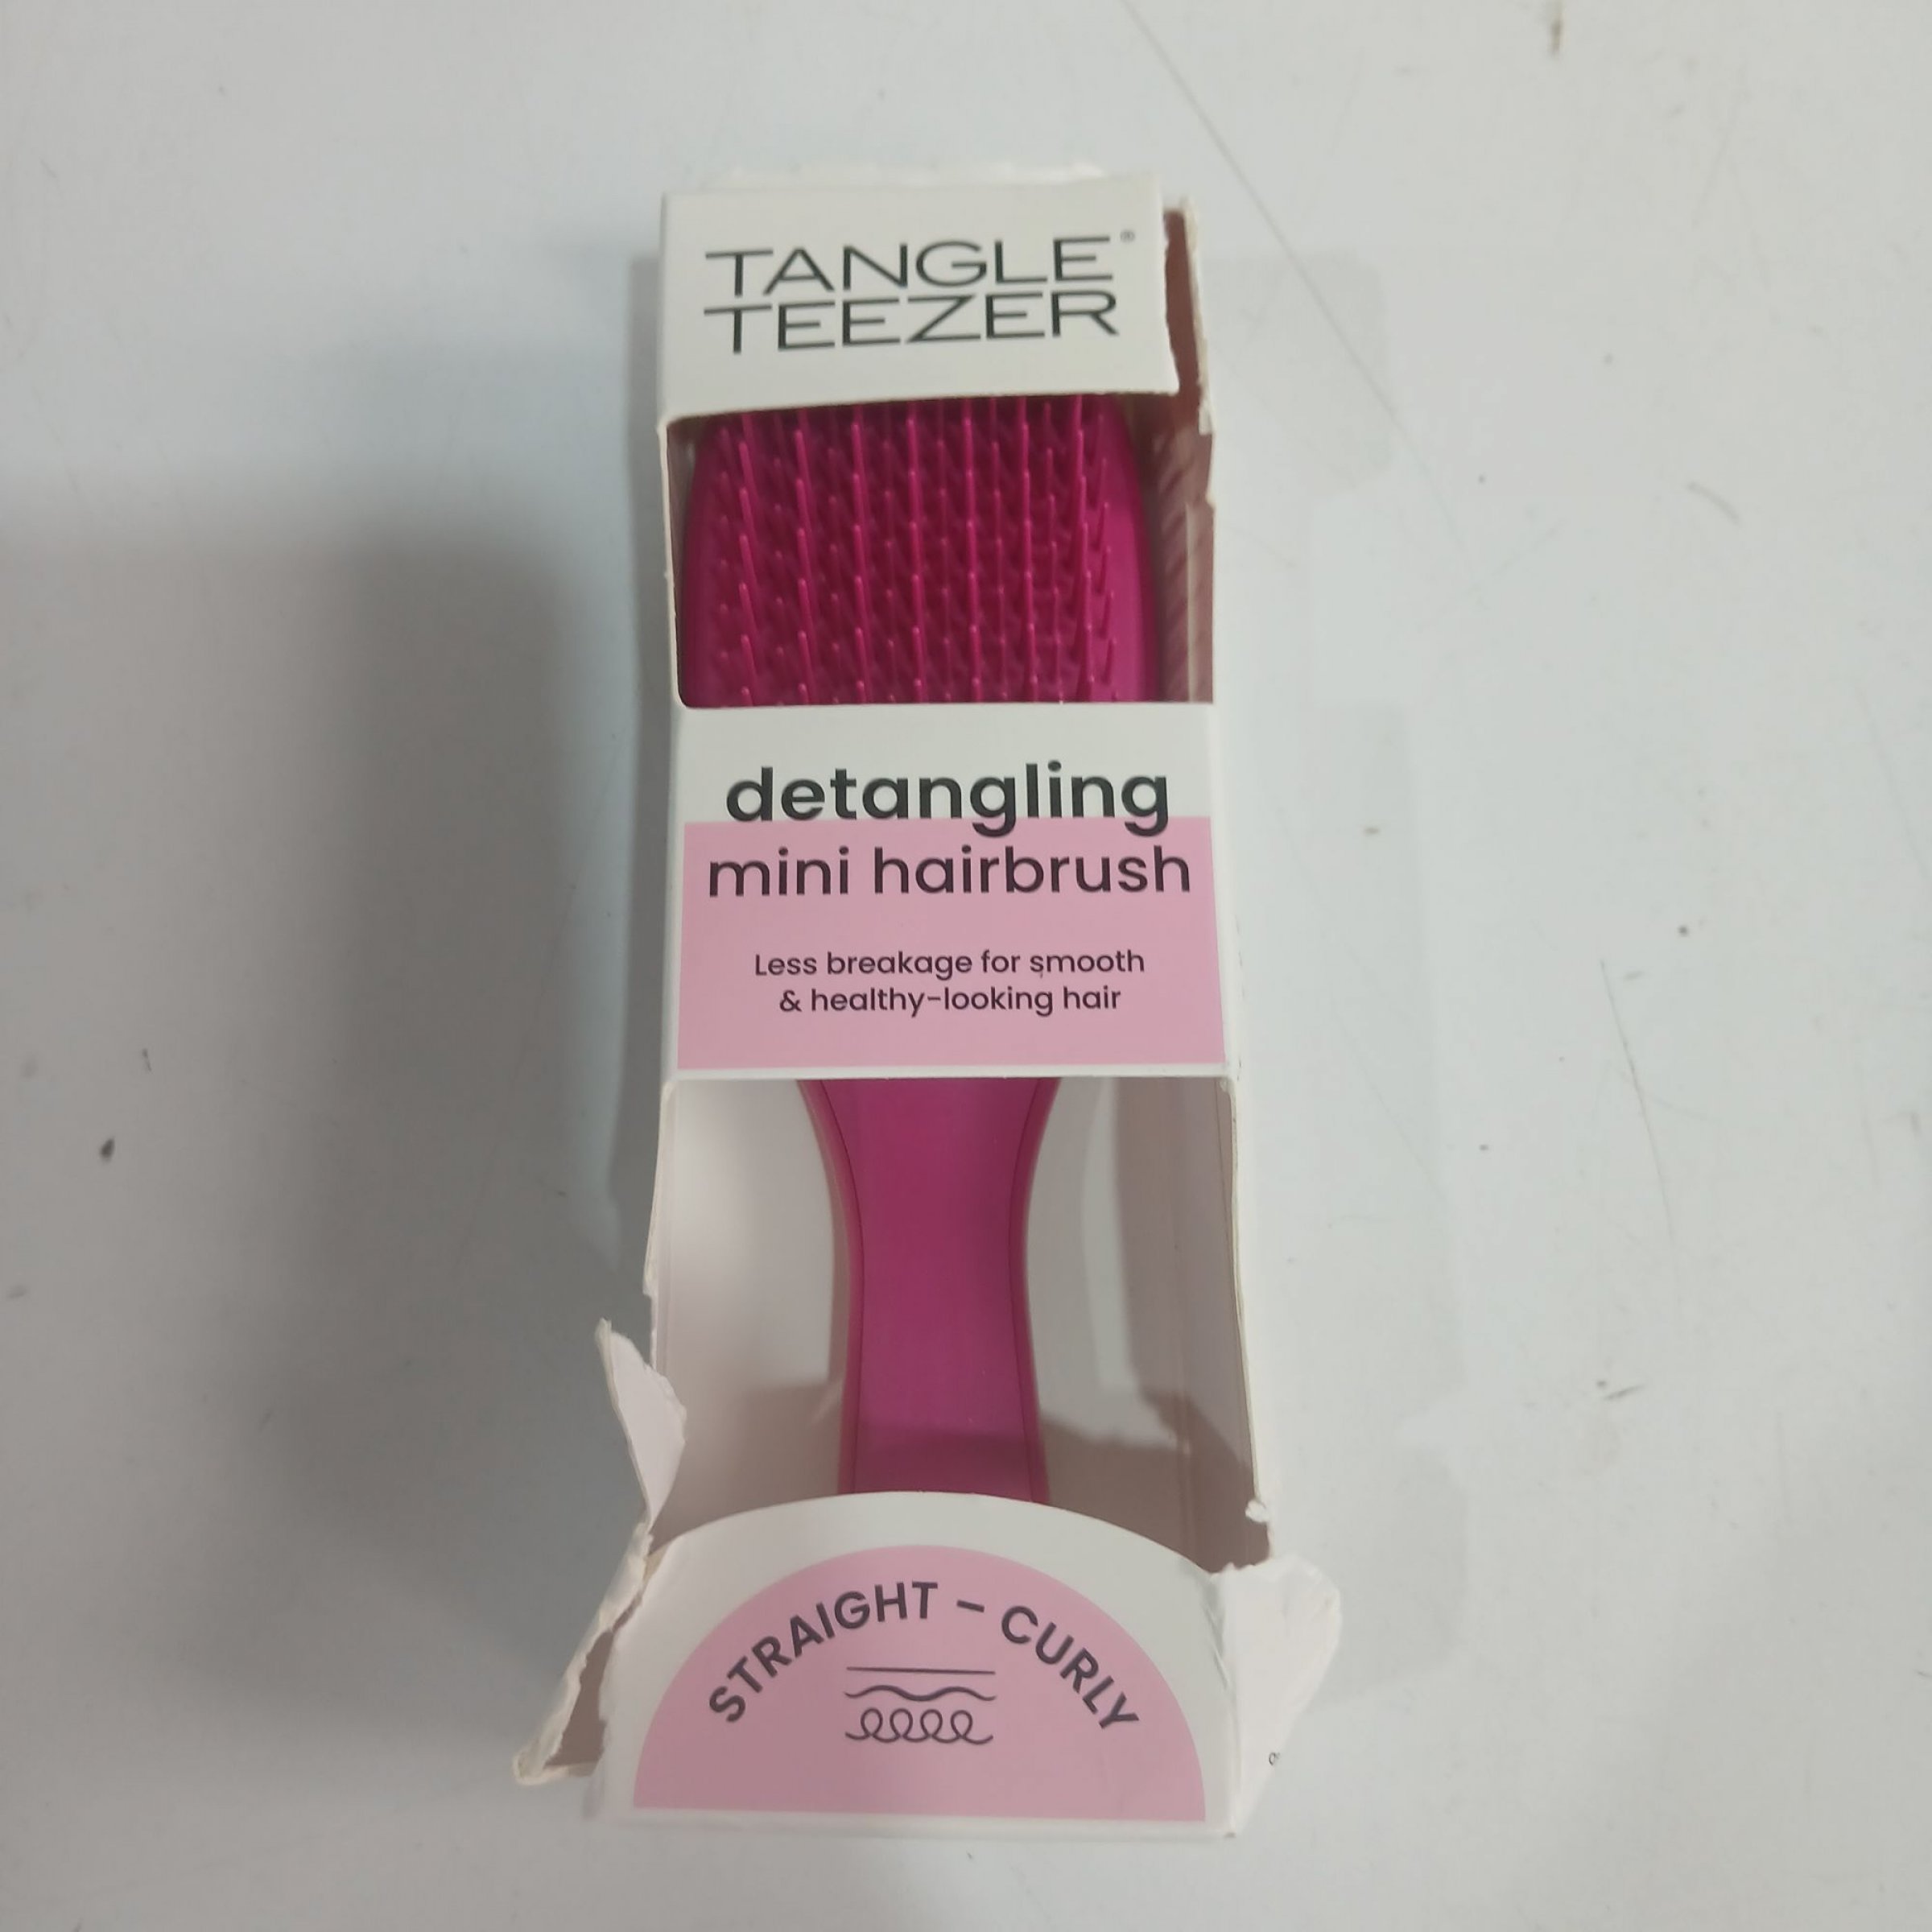 TANGLE®
TEEZER
detangling
mini hairbrush
Less breakage for smooth
& healthy-looking hair
STRAIGHT – CURLY